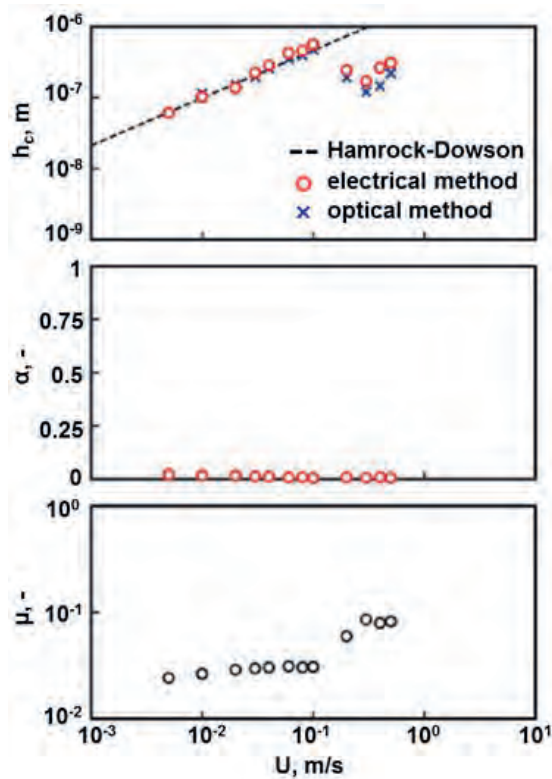 10⁻⁶
10⁻⁷
10⁻⁸
10⁻⁹
h꜀, m
Hamrock-Dowson
electrical method
optical method
1
0.75
0.5
0.25
0
α, -
10⁰
10⁻¹
10⁻²
μ, -
10⁻³ 10⁻² 10⁻¹ 10⁰ 10¹
U, m/s